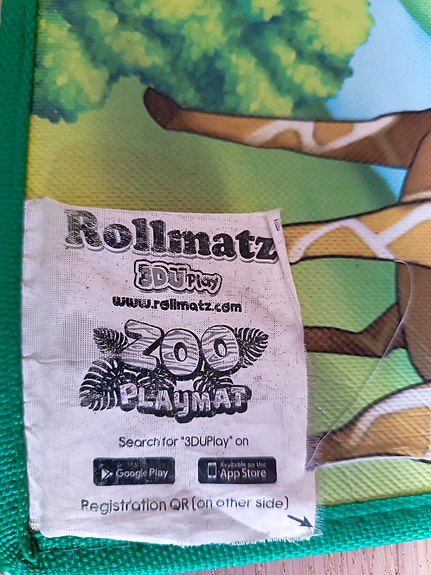 Rollmatz
3DUPlay
www.rollmatz.com
ZOO
PLAYMAT
Search for "3DUPlay" on
Google Play
Available on the
App Store
Registration QR (on other side)